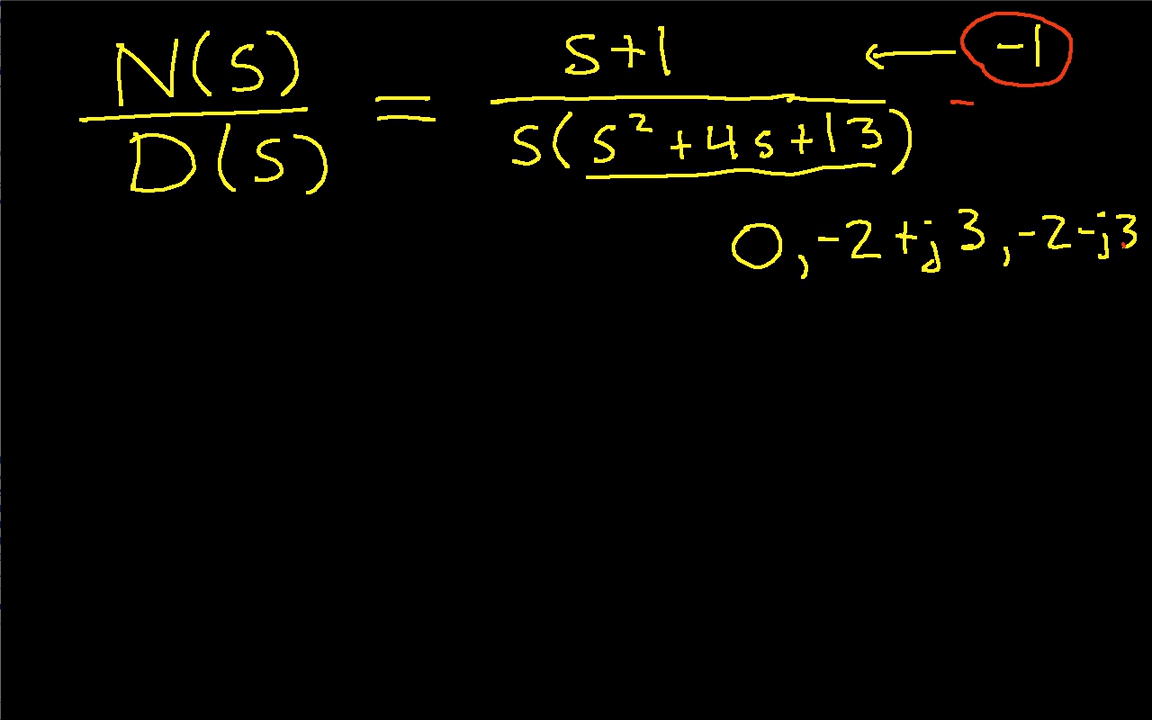 N(s)/D(s) = s+1/s(s²+4s+13) ← -1
-
0, -2+j3, -2-j3